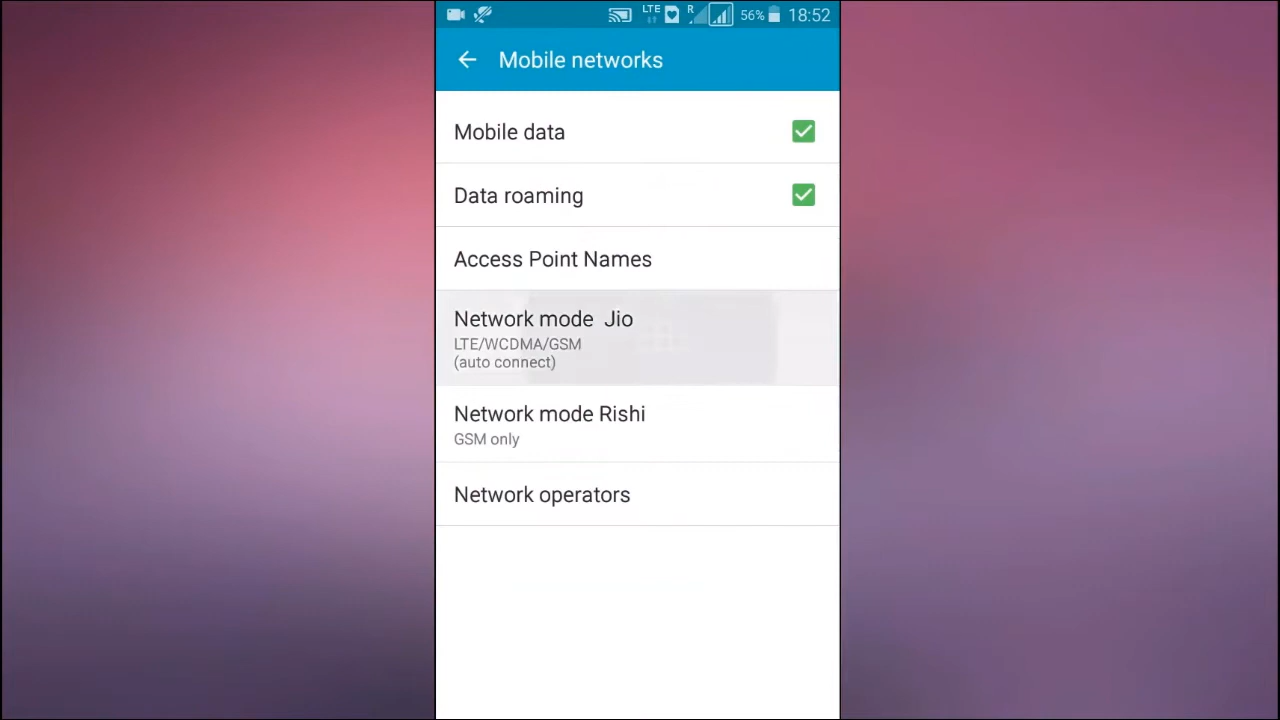 LTE R 56% 18:52
Mobile networks
Mobile data
Data roaming
Access Point Names
Network mode  Jio
LTE/WCDMA/GSM
(auto connect)
Network mode Rishi
GSM only
Network operators